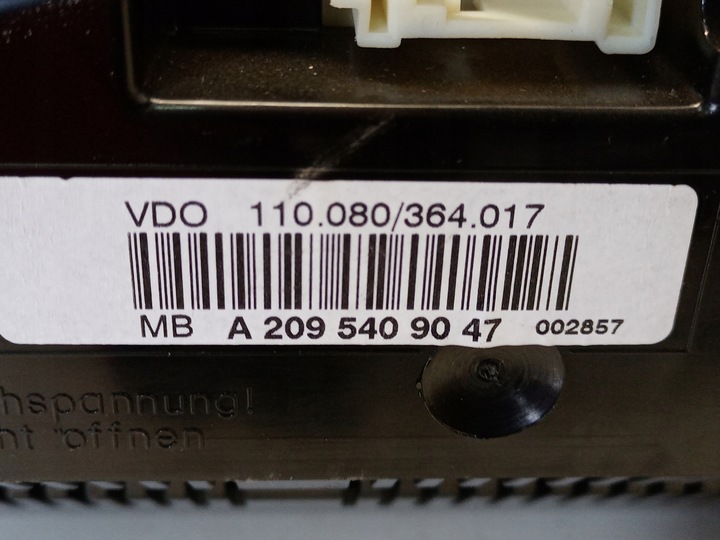 VDO 110.080/364.017
MB A 209 540 90 47 002857
hspannung!
ht öffnen